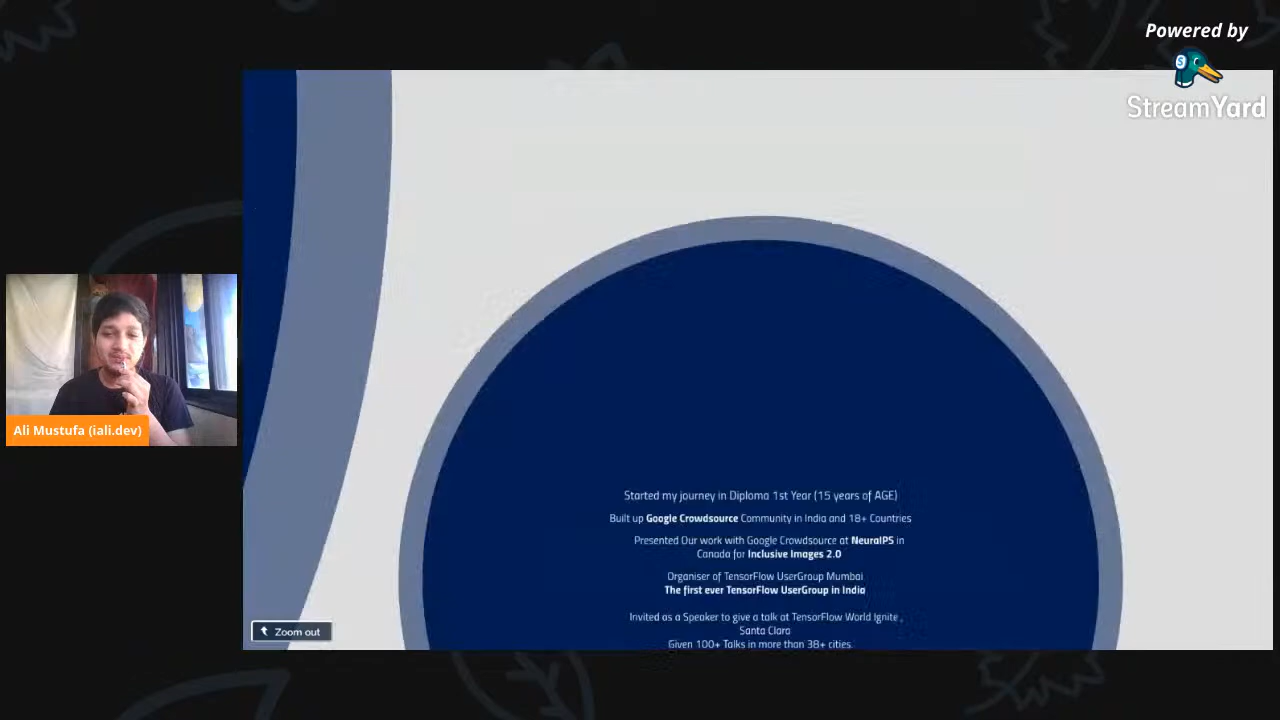 Powered by
StreamYard
Started my journey in Diploma 1st Year (15 years of AGE)
Built up Google Crowdsource Community in India and 18+ Countries
Presented Our work with Google Crowdsource at NeuralPS in
Canada for Inclusive Images 2.0
Organiser of TensorFlow UserGroup Mumbai
The first ever TensorFlow UserGroup in India
Invited as a Speaker to give a talk at TensorFlow World Ignite ,
Santa Clara
Given 100+ Talks in more than 38+ cities.
Ali Mustufa (iali.dev)
Zoom out